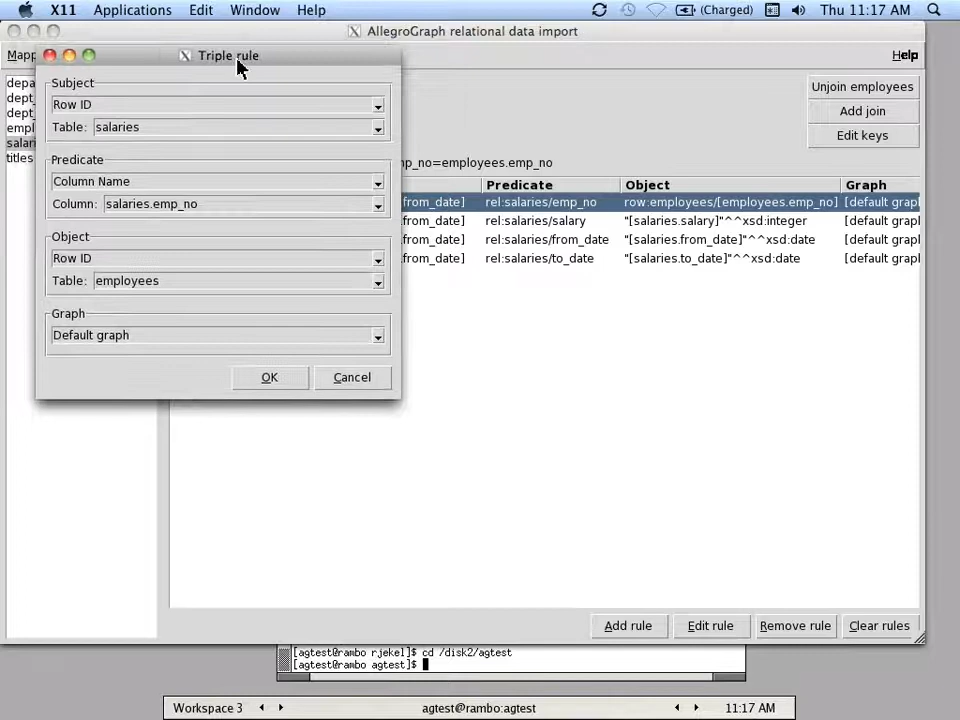 X11 Applications Edit Window Help (Charged) Thu 11:17 AM
AllegroGraph relational data import
Mapp Help
Triple rule
depa
dept_
dept_
empl
salari
titles
Subject
Row ID
Table: salaries
Predicate
Column Name
Column: salaries.emp_no
Object
Row ID
Table: employees
Graph
Default graph
OK Cancel
Unjoin employees
Add join
Edit keys
p_no=employees.emp_no
Predicate Object Graph
from_date] rel:salaries/emp_no row:employees/[employees.emp_no] [default grapl
from_date] rel:salaries/salary "[salaries.salary]"^^xsd:integer [default grapl
from_date] rel:salaries/from_date "[salaries.from_date]"^^xsd:date [default grapl
from_date] rel:salaries/to_date "[salaries.to_date]"^^xsd:date [default grapl
Add rule Edit rule Remove rule Clear rules
[agtest@rambo rjekel]$ cd /disk2/agtest
[agtest@rambo agtest]$
Workspace 3 agtest@rambo:agtest 11:17 AM